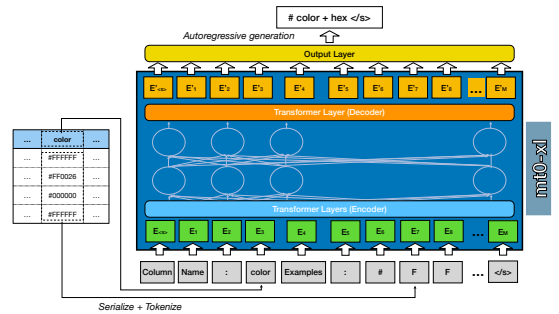 # color + hex </s>
Autoregressive generation
Output Layer
E'<s> E'1 E'2 E'3 E'4 E'5 E'6 E'7 E'8 ... E'M
Transformer Layer (Decoder)
... color ...
... #FFFFFF ...
... #FF0026 ...
... #000000 ...
... #FFFFFF ...
mt0-xl
Transformer Layers (Encoder)
E<s> E1 E2 E3 E4 E5 E6 E7 E8 ... EM
Column Name : color Examples : # F F ... </s>
Serialize + Tokenize